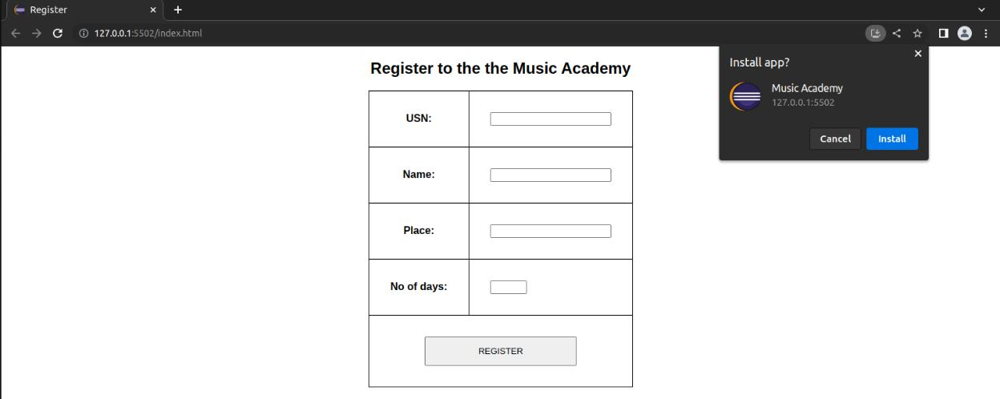 Register
127.0.0.1:5502/index.html
Install app?
Music Academy
127.0.0.1:5502
Cancel
Install
Register to the the Music Academy
USN:
Name:
Place:
No of days:
REGISTER